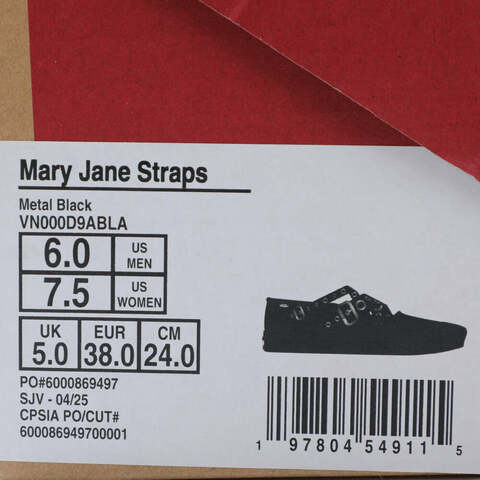 Mary Jane Straps
Metal Black
VN000D9ABLA
6.0 US MEN
7.5 US WOMEN
UK EUR CM
5.0 38.0 24.0
PO#6000869497
SJV - 04/25
CPSIA PO/CUT#
600086949700001
1 97804 54911 5